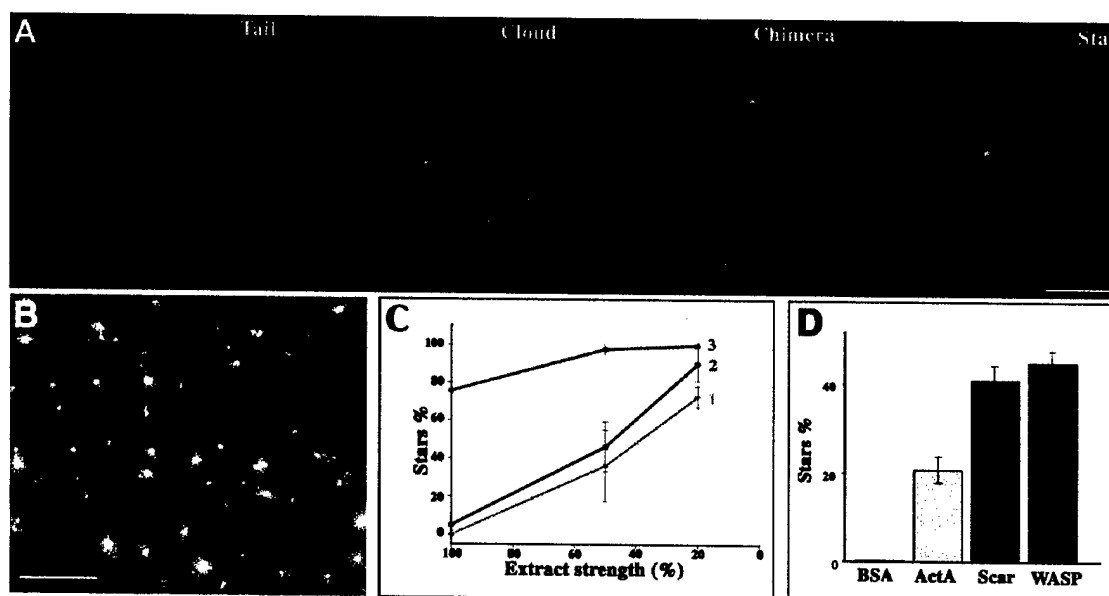 A
Tail Cloud Chimera Sta
B
C
Stars %
100
80
60
40
20
0
3
2
1
100 80 60 40 20 0
Extract strength (%)
D
Stars %
40
20
0
BSA ActA Scar WASP